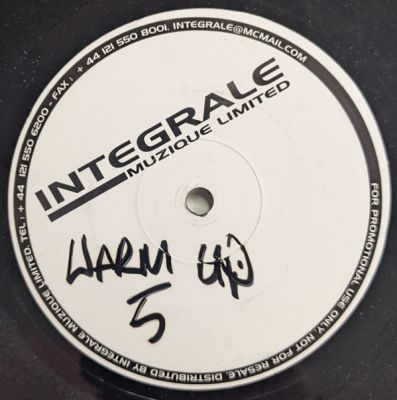 INTEGRALE
MUZIQUE LIMITED
WARM UP
5
FOR PROMOTIONAL USE ONLY, NOT FOR RESALE, DISTRIBUTED BY INTEGRALE MUZIQUE LIMITED. TEL : + 44 121 550 6200 - FAX : + 44 121 550 8001. INTEGRALE@MCMAIL.COM